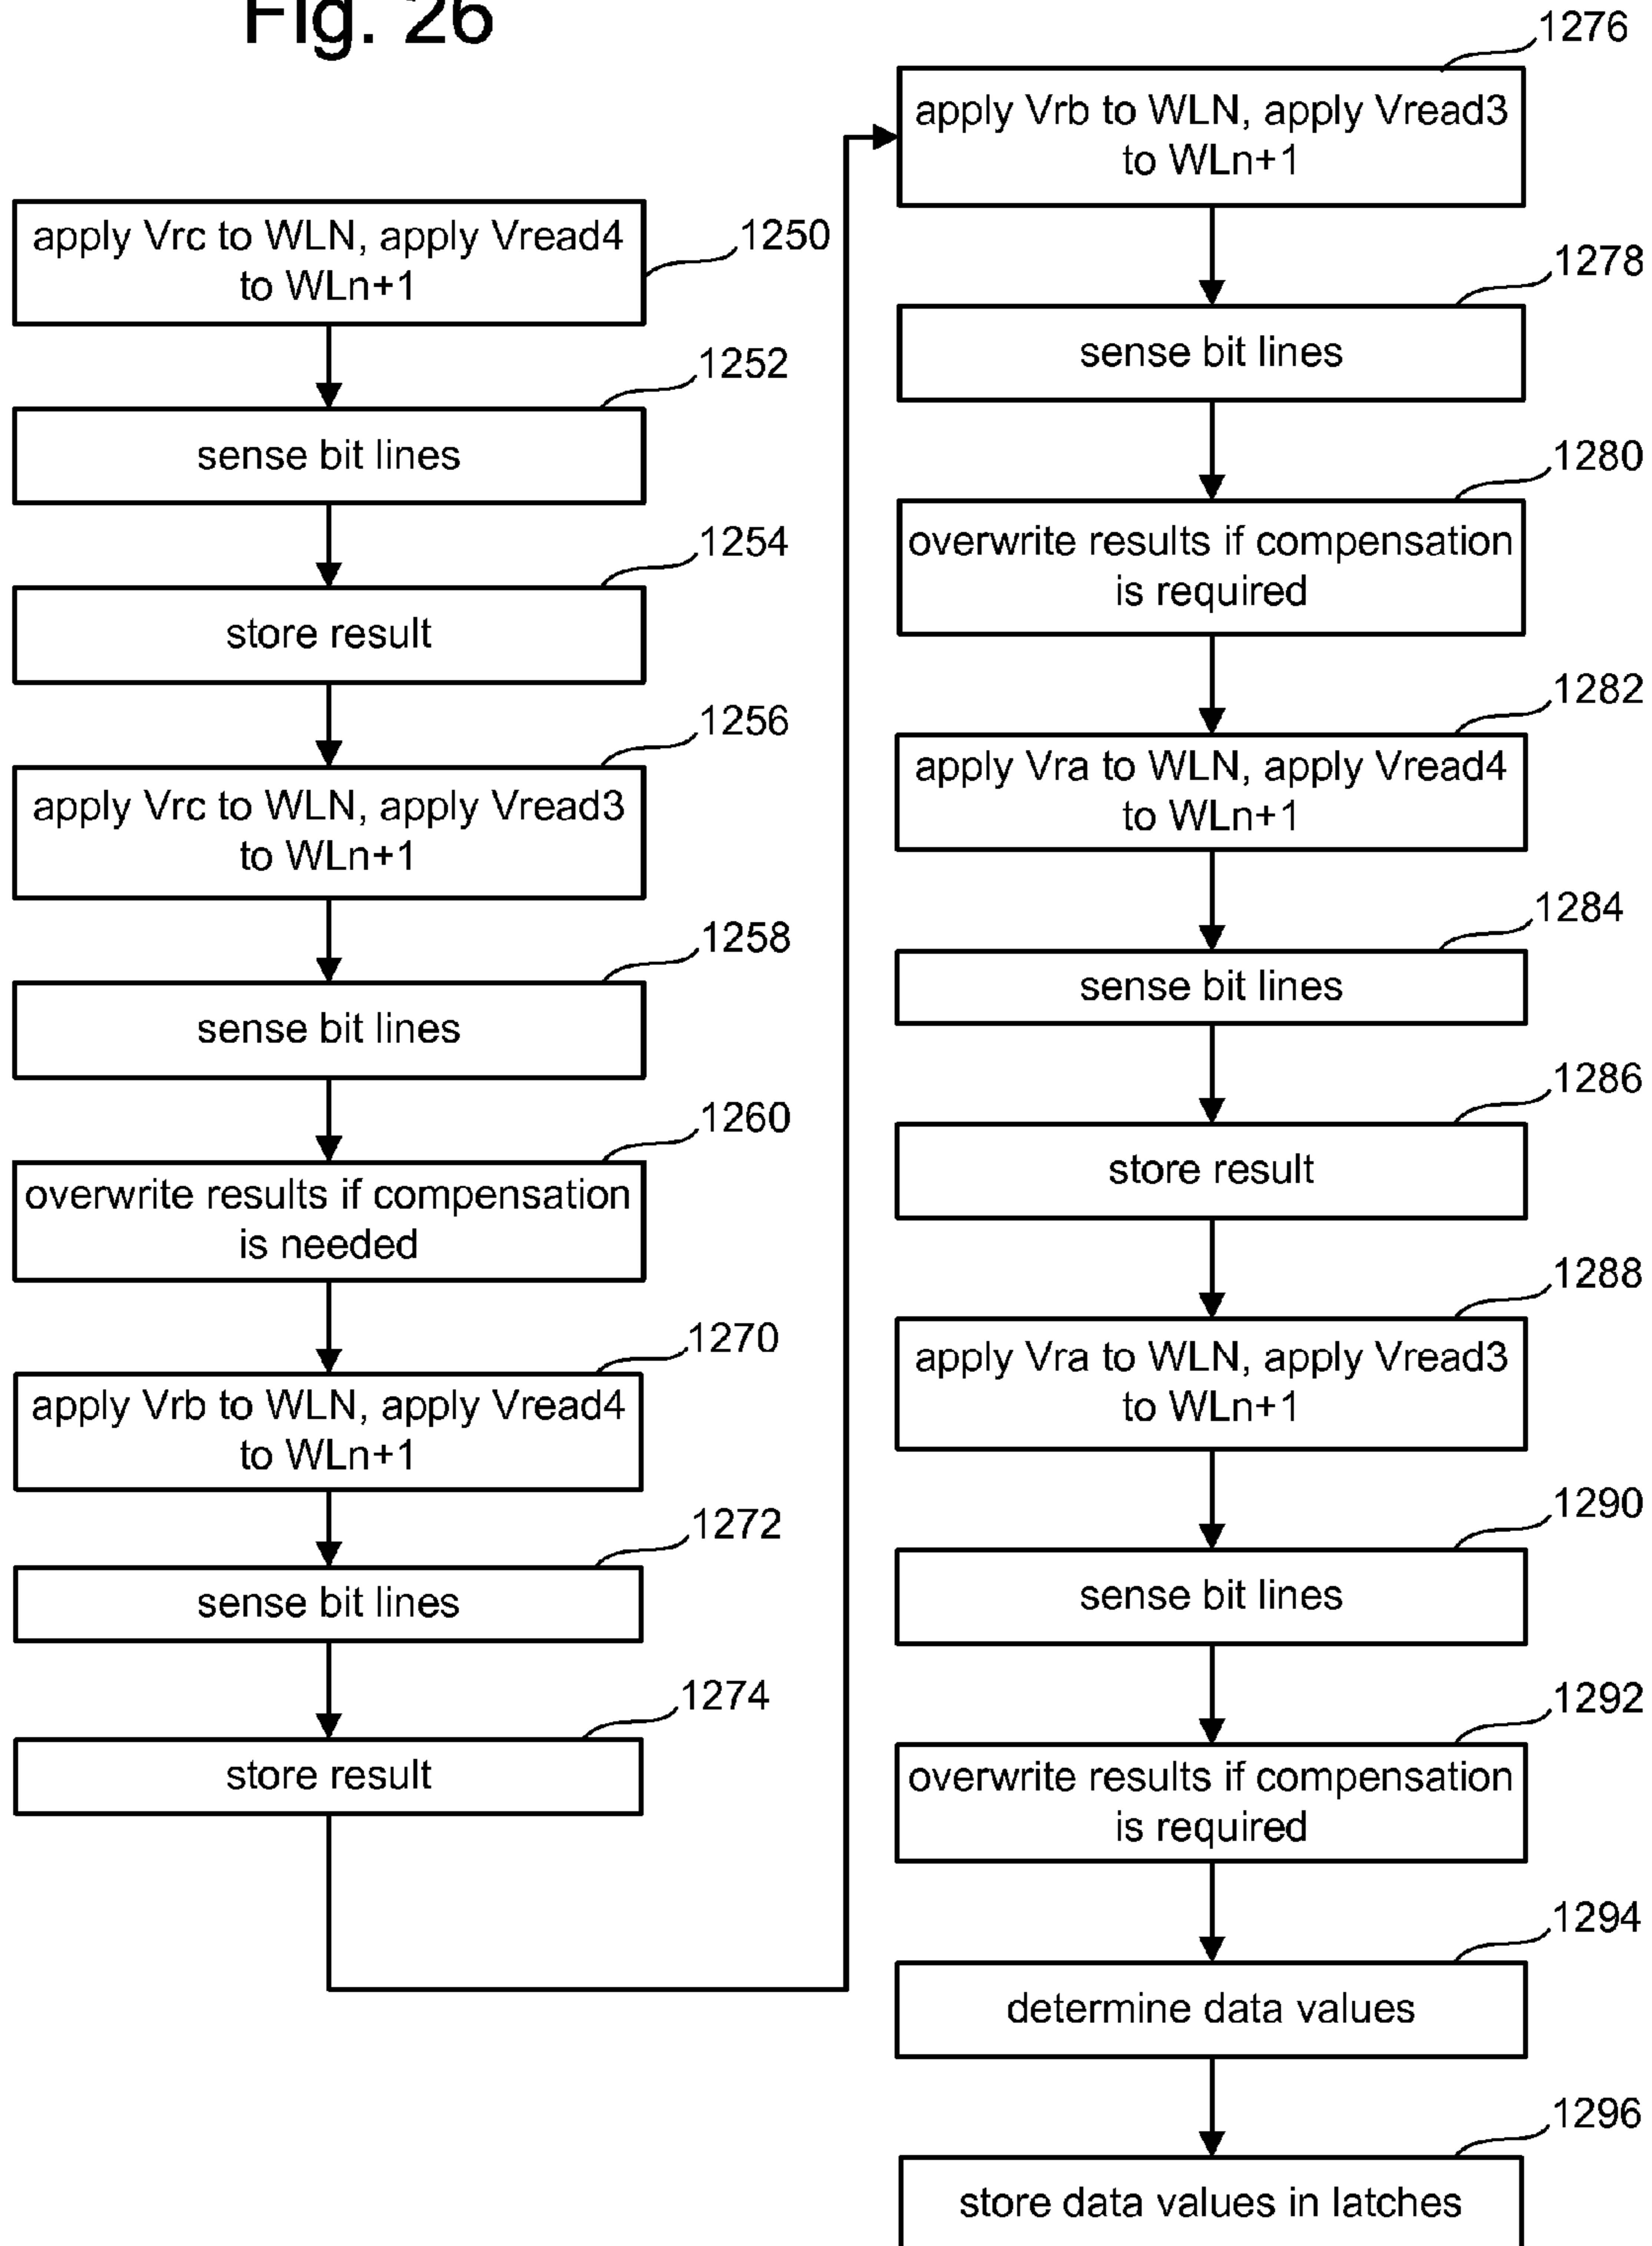 Fig. 26
apply Vrc to WLN, apply Vread4
to WLn+1
1250
sense bit lines
1252
store result
1254
apply Vrc to WLN, apply Vread3
to WLn+1
1256
sense bit lines
1258
overwrite results if compensation
is needed
1260
apply Vrb to WLN, apply Vread4
to WLn+1
1270
sense bit lines
1272
store result
1274
apply Vrb to WLN, apply Vread3
to WLn+1
1276
sense bit lines
1278
overwrite results if compensation
is required
1280
apply Vra to WLN, apply Vread4
to WLn+1
1282
sense bit lines
1284
store result
1286
apply Vra to WLN, apply Vread3
to WLn+1
1288
sense bit lines
1290
overwrite results if compensation
is required
1292
determine data values
1294
store data values in latches
1296